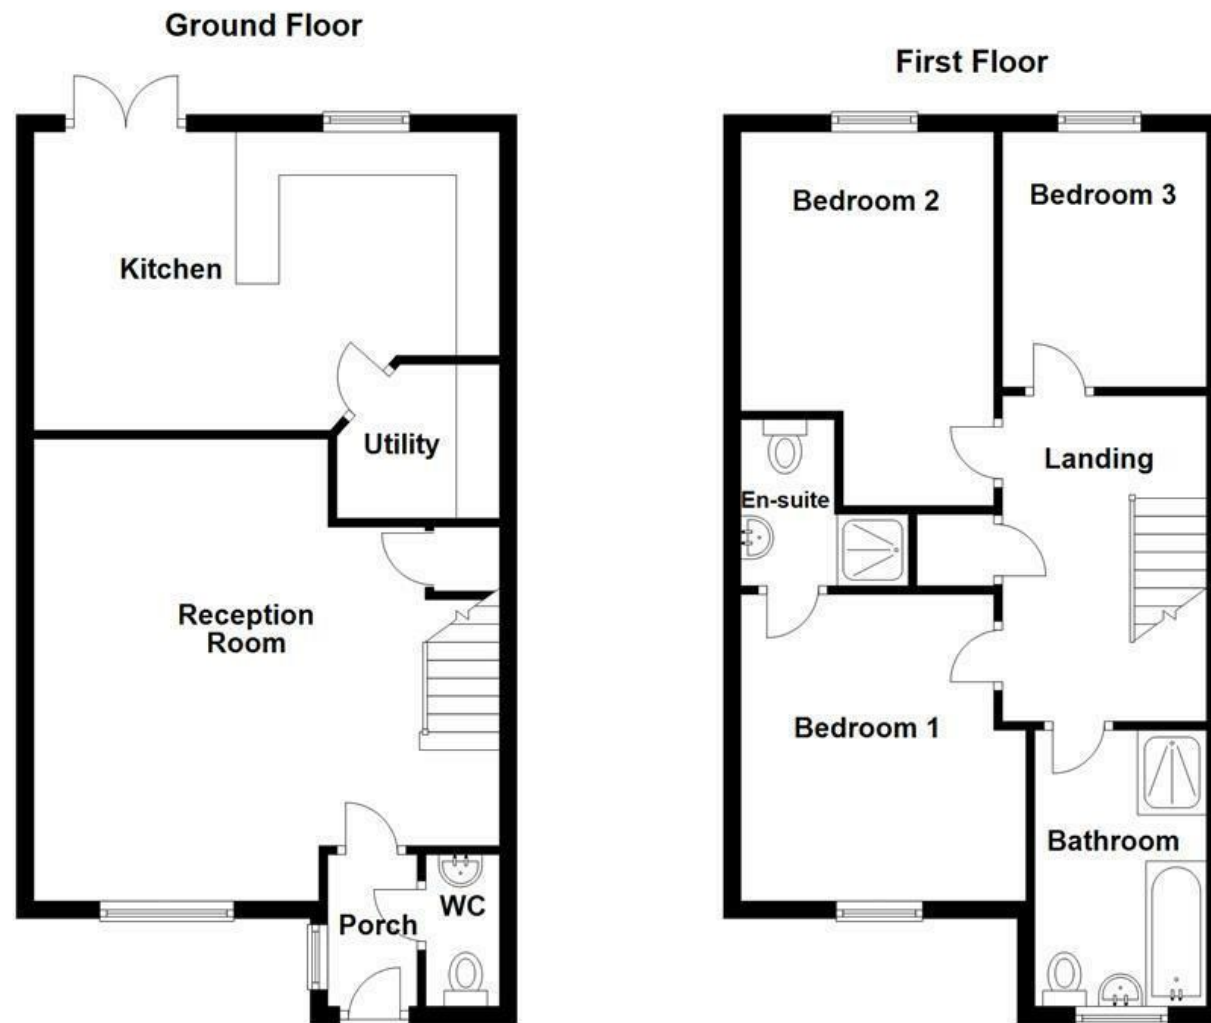 Ground Floor
Kitchen
Utility
Reception
Room
Porch
WC
First Floor
Bedroom 2
Bedroom 3
Landing
En-suite
Bedroom 1
Bathroom